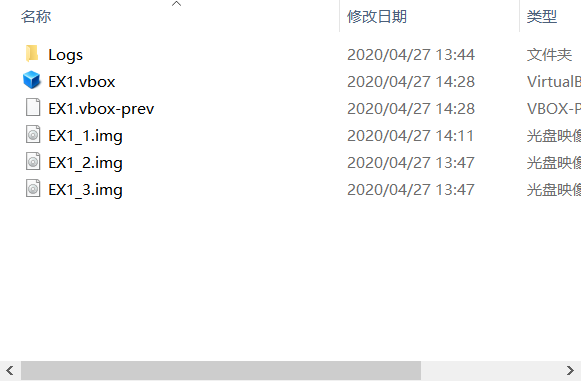 名称 修改日期 类型
Logs 2020/04/27 13:44 文件夹
EX1.vbox 2020/04/27 14:28 VirtualB
EX1.vbox-prev 2020/04/27 14:28 VBOX-P
EX1_1.img 2020/04/27 14:11 光盘映像
EX1_2.img 2020/04/27 13:47 光盘映像
EX1_3.img 2020/04/27 13:47 光盘映像